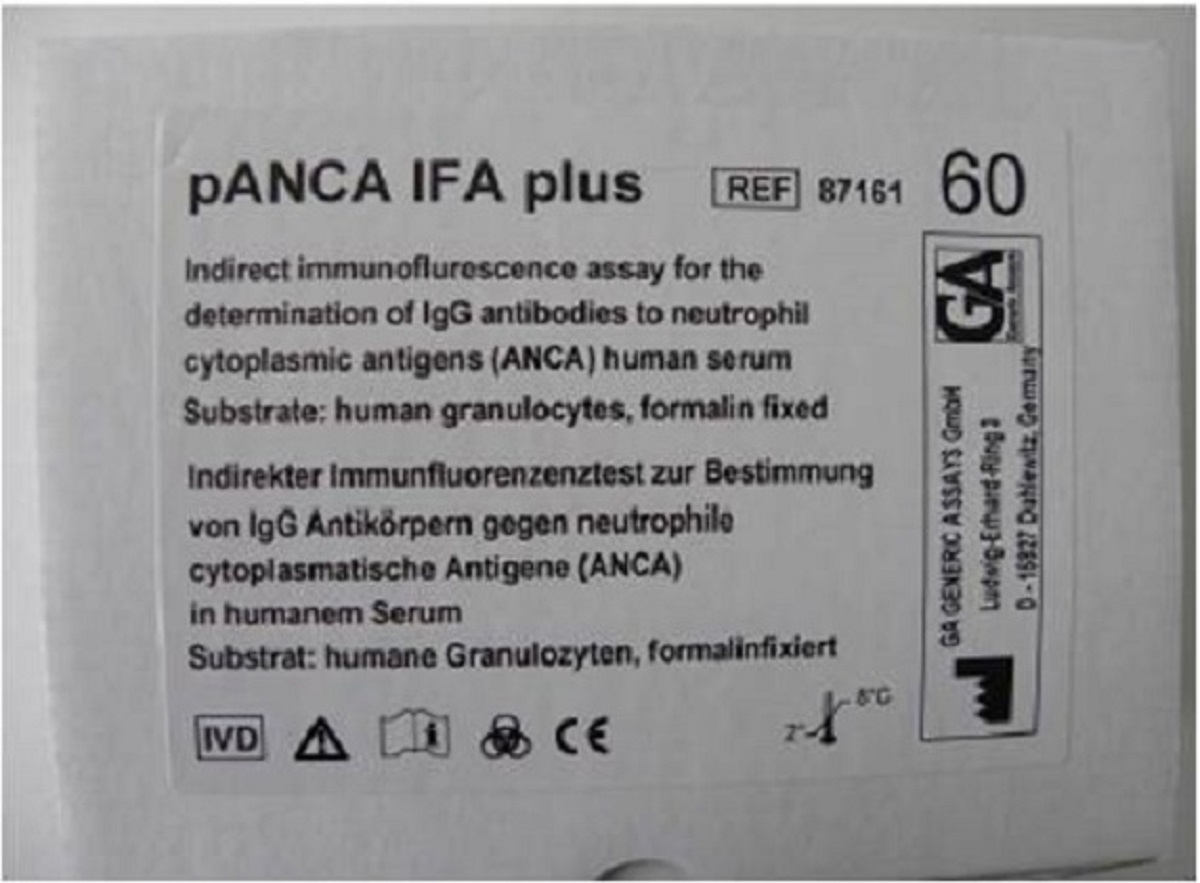 pANCA IFA plus REF 87161 60
Indirect immunoflurescence assay for the
determination of IgG antibodies to neutrophil
cytoplasmic antigens (ANCA) human serum
Substrate: human granulocytes, formalin fixed
Indirekter Immunfluorenzenztest zur Bestimmung
von IgG Antikörpern gegen neutrophile
cytoplasmatische Antigene (ANCA)
in humanem Serum
Substrat: humane Granulozyten, formalinfixiert
IVD i CE 2° 8°C
GA
GA GENERIC ASSAYS GmbH
Ludwig-Erhard-Ring 3
D - 15827 Dahlewitz, Germany